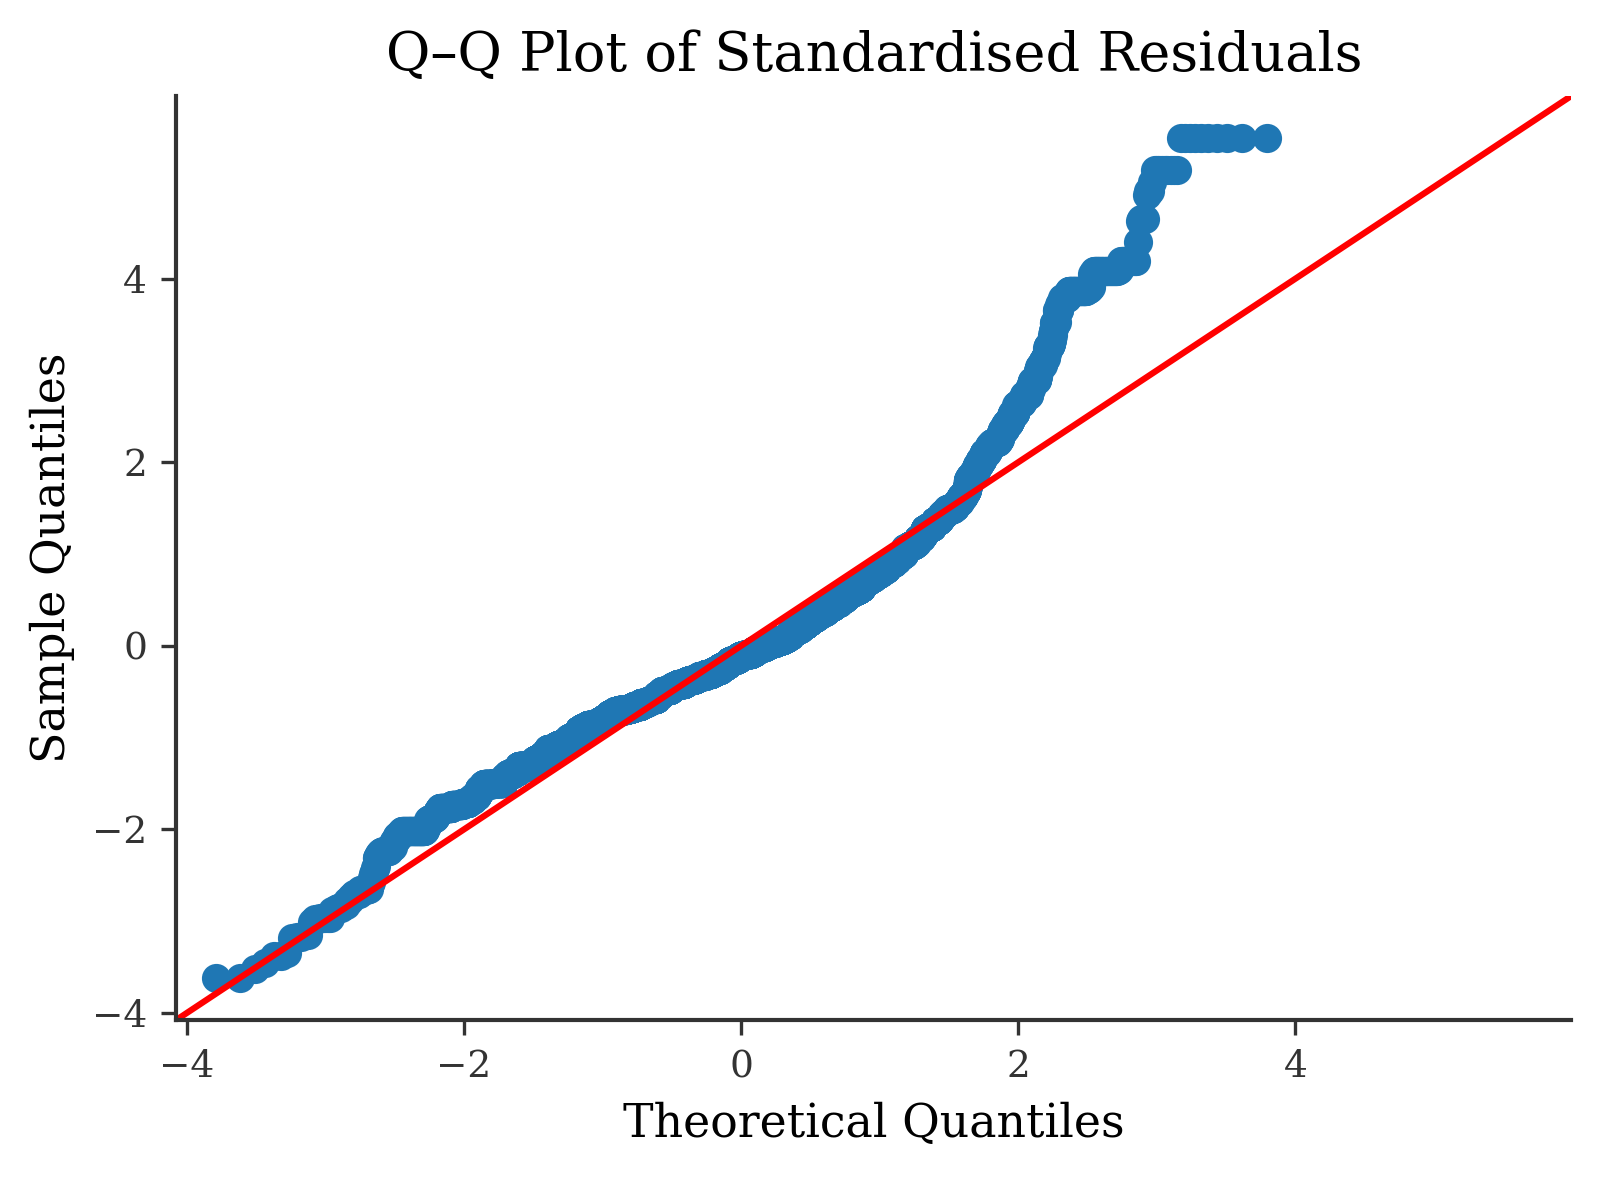 Q–Q Plot of Standardised Residuals
Sample Quantiles
4
2
0
−2
−4
−4 −2 0 2 4
Theoretical Quantiles